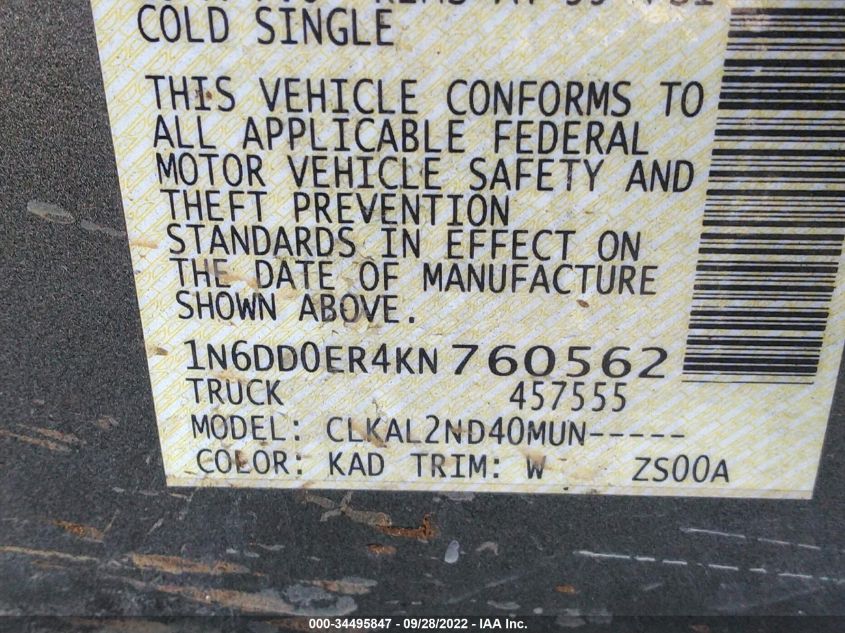 COLD SINGLE
THIS VEHICLE CONFORMS TO
ALL APPLICABLE FEDERAL
MOTOR VEHICLE SAFETY AND
THEFT PREVENTION
STANDARDS IN EFFECT ON
THE DATE OF MANUFACTURE
SHOWN ABOVE.
1N6DD0ER4KN 760562
TRUCK 457555
MODEL: CLKAL2ND40MUN-----
COLOR: KAD TRIM: W ZS00A
000-34495847 - 09/28/2022 - IAA Inc.